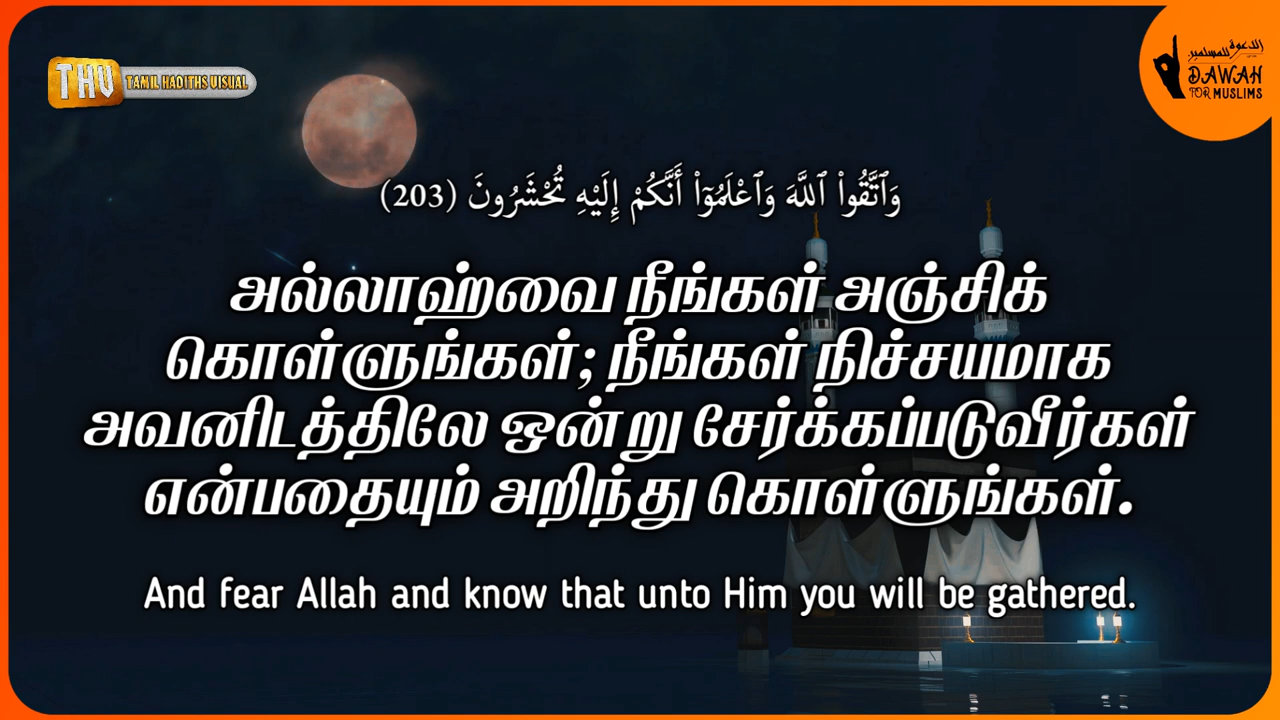 THV TAMIL HADITHS VISUAL
الدعوة للمسلمين
DAWAH
FOR MUSLIMS
وَٱتَّقُوا۟ ٱللَّهَ وَٱعْلَمُوٓا۟ أَنَّكُمْ إِلَيْهِ تُحْشَرُونَ (203)
அல்லாஹ்வை நீங்கள் அஞ்சிக்
கொள்ளுங்கள்; நீங்கள் நிச்சயமாக
அவனிடத்திலே ஒன்று சேர்க்கப்படுவீர்கள்
என்பதையும் அறிந்து கொள்ளுங்கள்.
And fear Allah and know that unto Him you will be gathered.